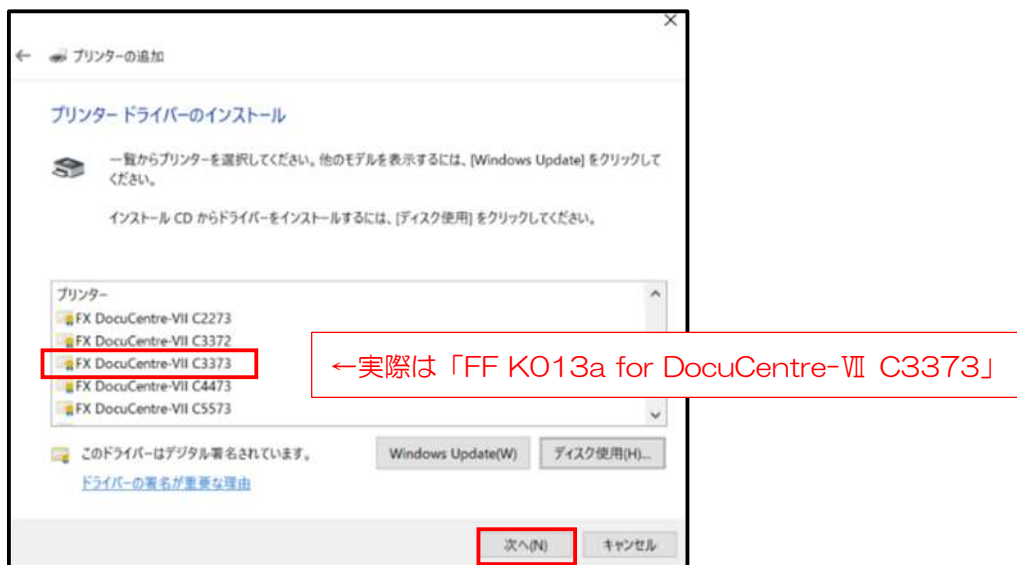 ×
← プリンターの追加
プリンター ドライバーのインストール
一覧からプリンターを選択してください。他のモデルを表示するには、[Windows Update] をクリックして
ください。
インストール CD からドライバーをインストールするには、[ディスク使用] をクリックしてください。
プリンター
FX DocuCentre-VII C2273
FX DocuCentre-VII C3372
FX DocuCentre-VII C3373
←実際は「FF K013a for DocuCentre-Ⅶ C3373」
FX DocuCentre-VII C4473
FX DocuCentre-VII C5573
このドライバーはデジタル署名されています。
Windows Update(W)
ディスク使用(H)...
ドライバーの署名が重要な理由
次へ(N)
キャンセル